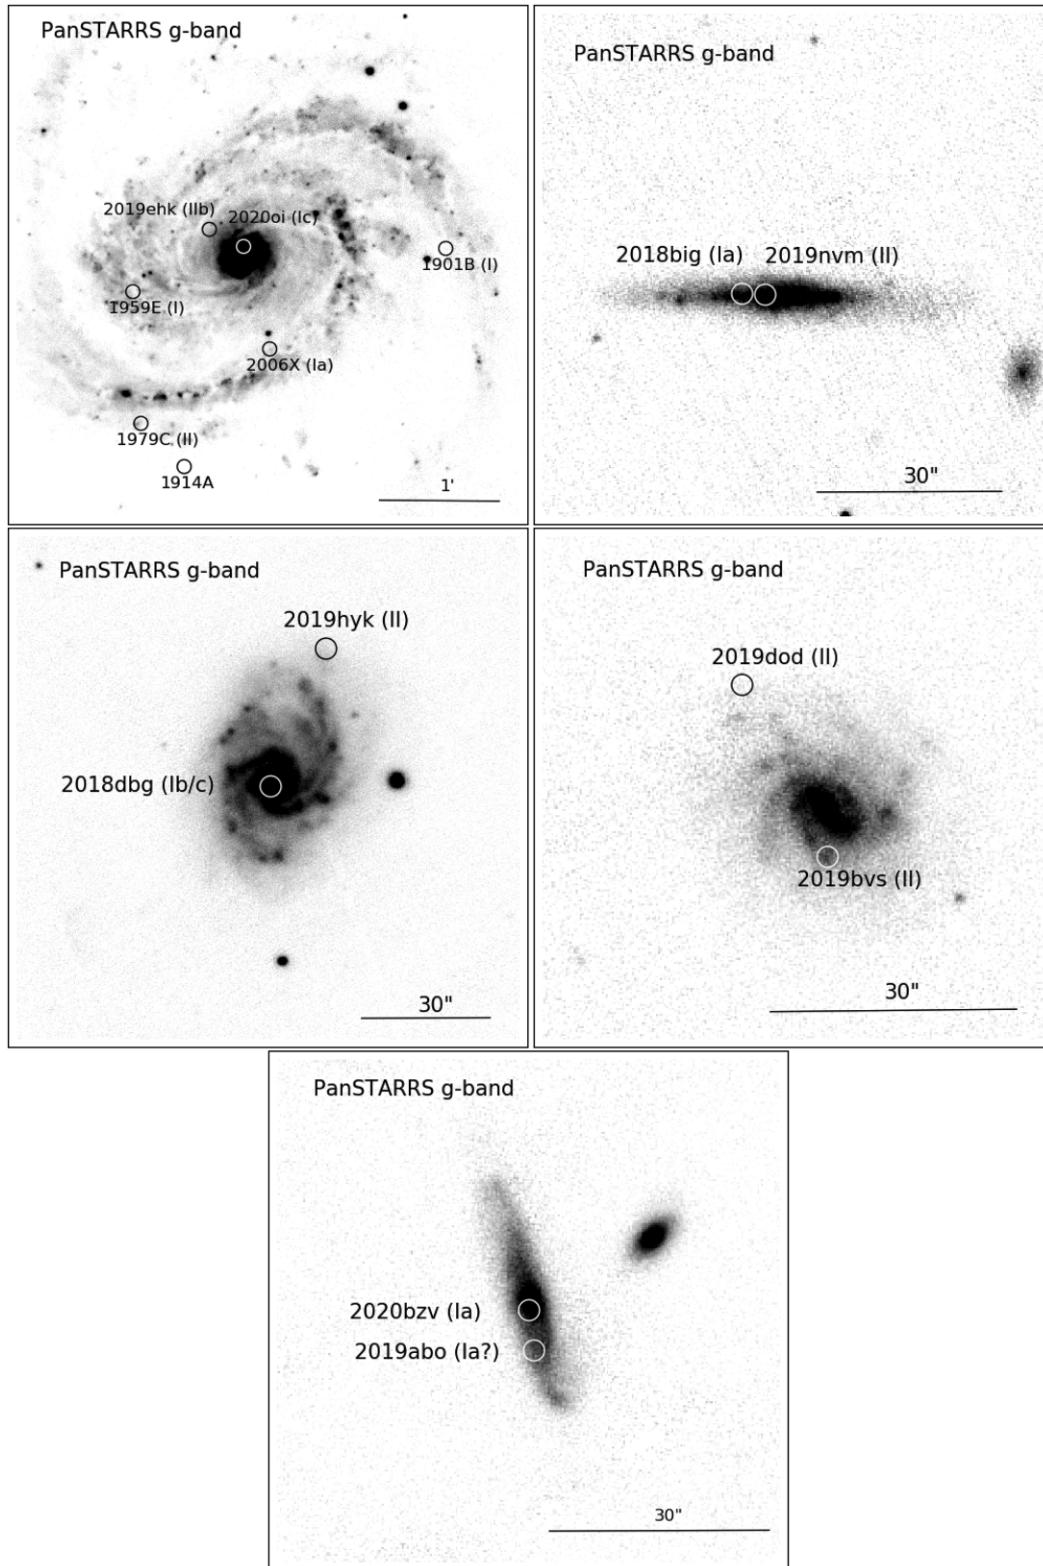 PanSTARRS g-band
2019ehk (IIb)
2020oi (Ic)
1901B (I)
1959E (I)
2006X (Ia)
1979C (II)
1914A
1'
PanSTARRS g-band
2018big (Ia)
2019nvm (II)
30"
PanSTARRS g-band
2019hyk (II)
2018dbg (Ib/c)
30"
PanSTARRS g-band
2019dod (II)
2019bvs (II)
30"
PanSTARRS g-band
2020bzv (Ia)
2019abo (Ia?)
30"